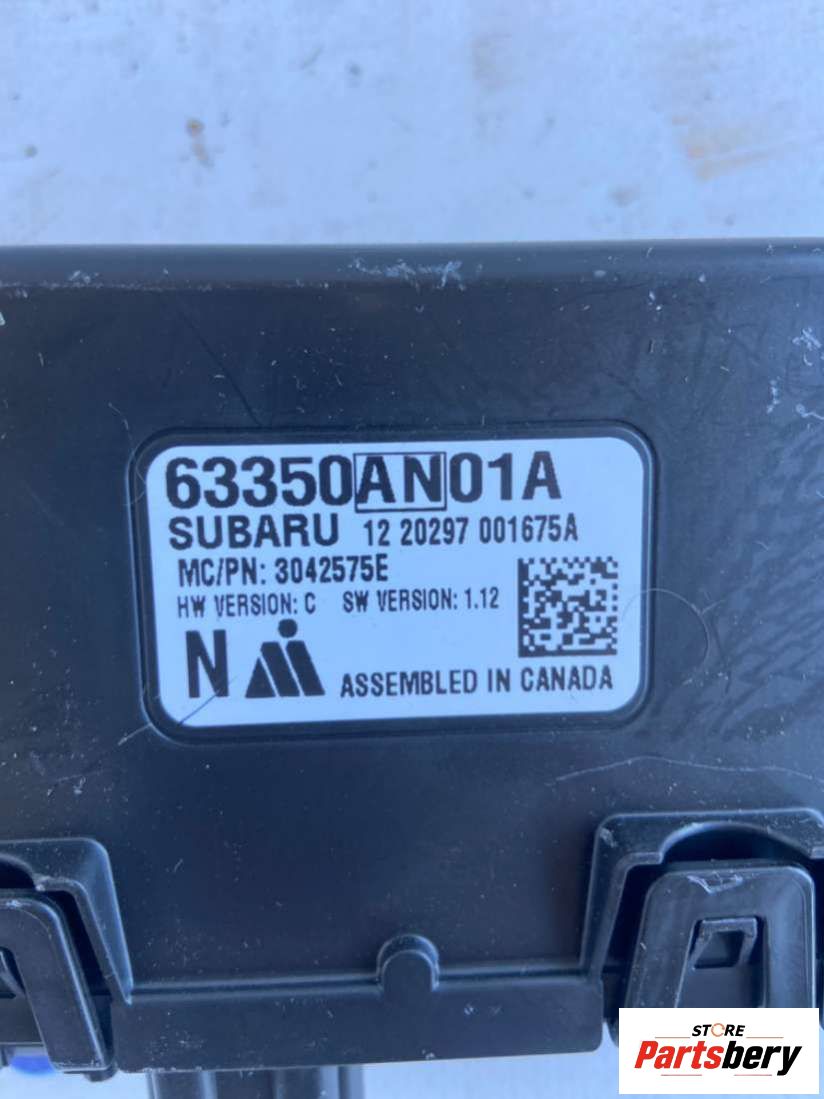 63350AN01A
SUBARU 12 20297 001675A
MC/PN: 3042575E
HW VERSION: C SW VERSION: 1.12
N ASSEMBLED IN CANADA
STORE
Partsbery